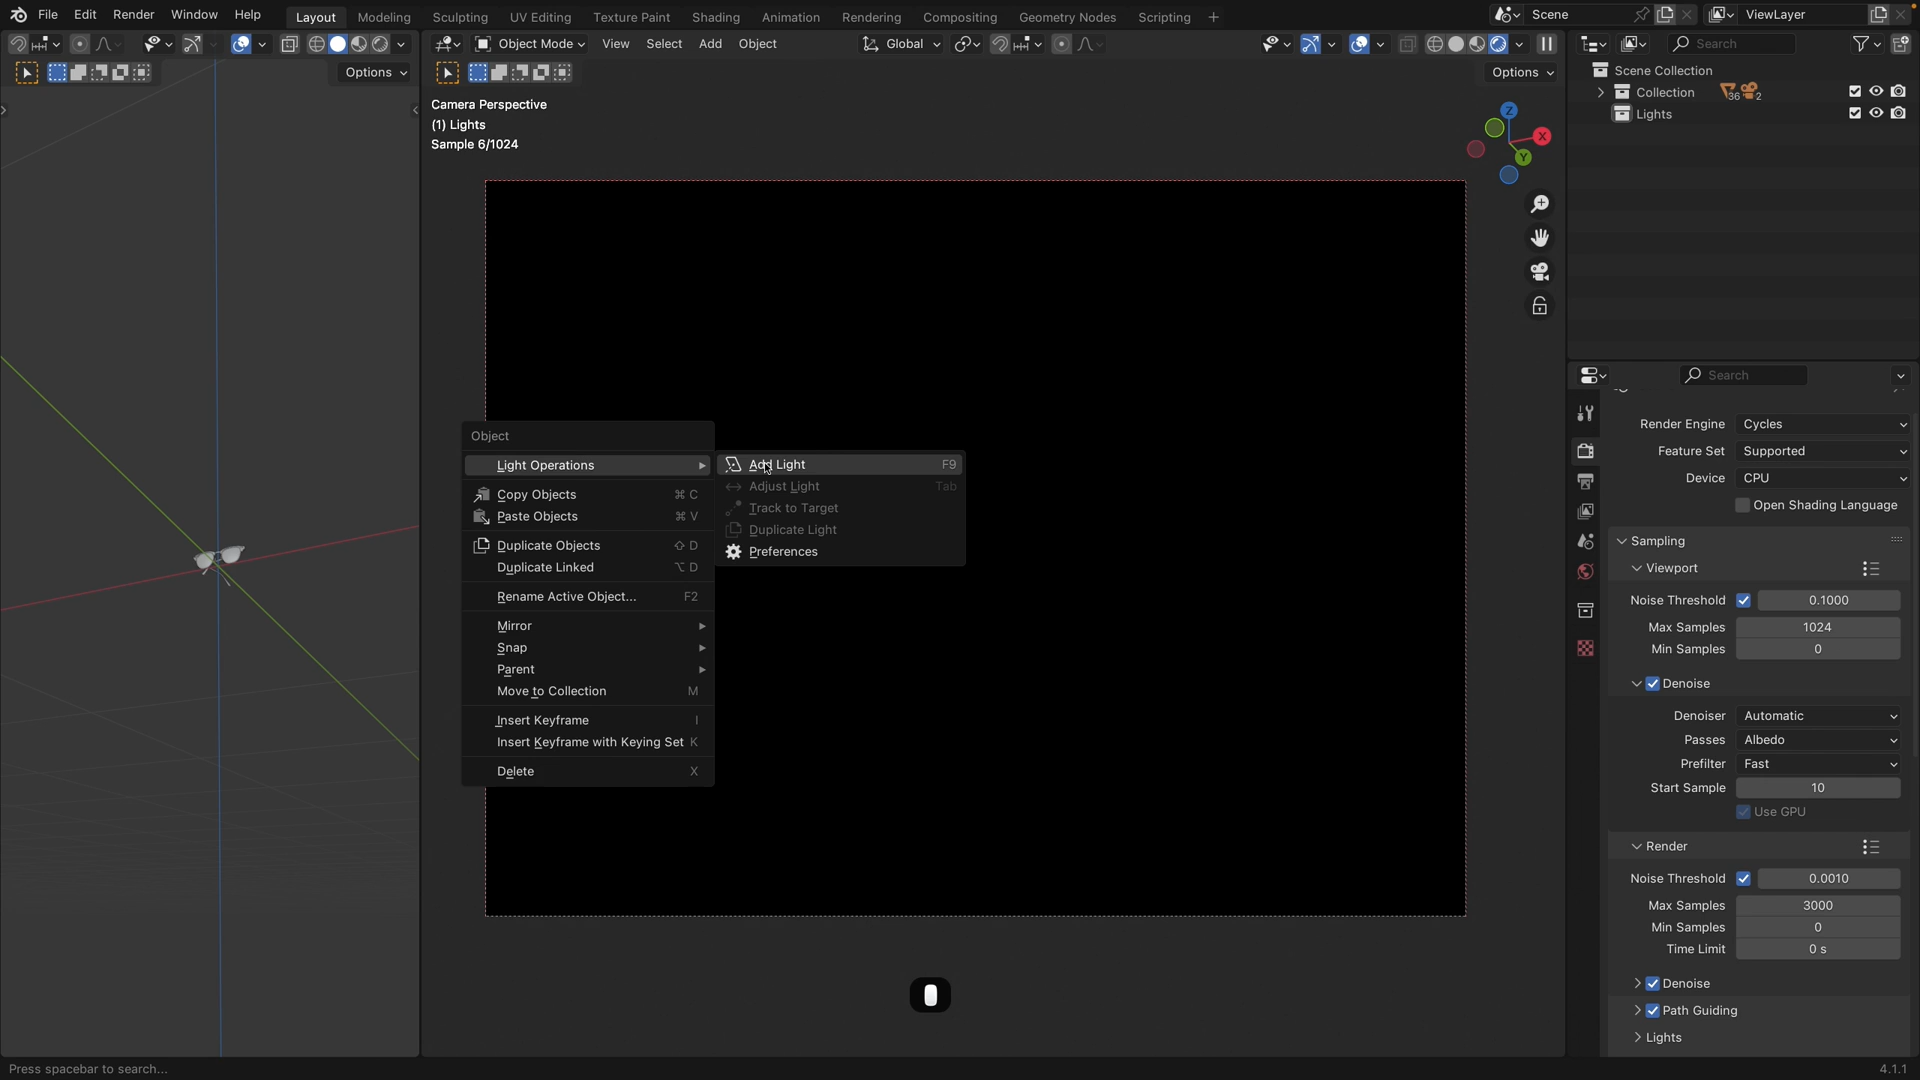 File Edit Render Window Help Layout Modeling Sculpting UV Editing Texture Paint Shading Animation Rendering Compositing Geometry Nodes Scripting + Scene ViewLayer
Options
Object Mode View Select Add Object Global
Options
Camera Perspective
(1) Lights
Sample 6/1024
Z
X
Y
Object
Light Operations
Copy Objects ⌘ C
Paste Objects ⌘ V
Duplicate Objects ⇧ D
Duplicate Linked ⌥ D
Rename Active Object... F2
Mirror
Snap
Parent
Move to Collection M
Insert Keyframe I
Insert Keyframe with Keying Set K
Delete X
Add Light F9
Adjust Light Tab
Track to Target
Duplicate Light
Preferences
Search
Scene Collection
Collection 36 2
Lights
Search
Render Engine Cycles
Feature Set Supported
Device CPU
Open Shading Language
Sampling
Viewport
Noise Threshold 0.1000
Max Samples 1024
Min Samples 0
Denoise
Denoiser Automatic
Passes Albedo
Prefilter Fast
Start Sample 10
Use GPU
Render
Noise Threshold 0.0010
Max Samples 3000
Min Samples 0
Time Limit 0 s
Denoise
Path Guiding
Lights
Press spacebar to search...
4.1.1